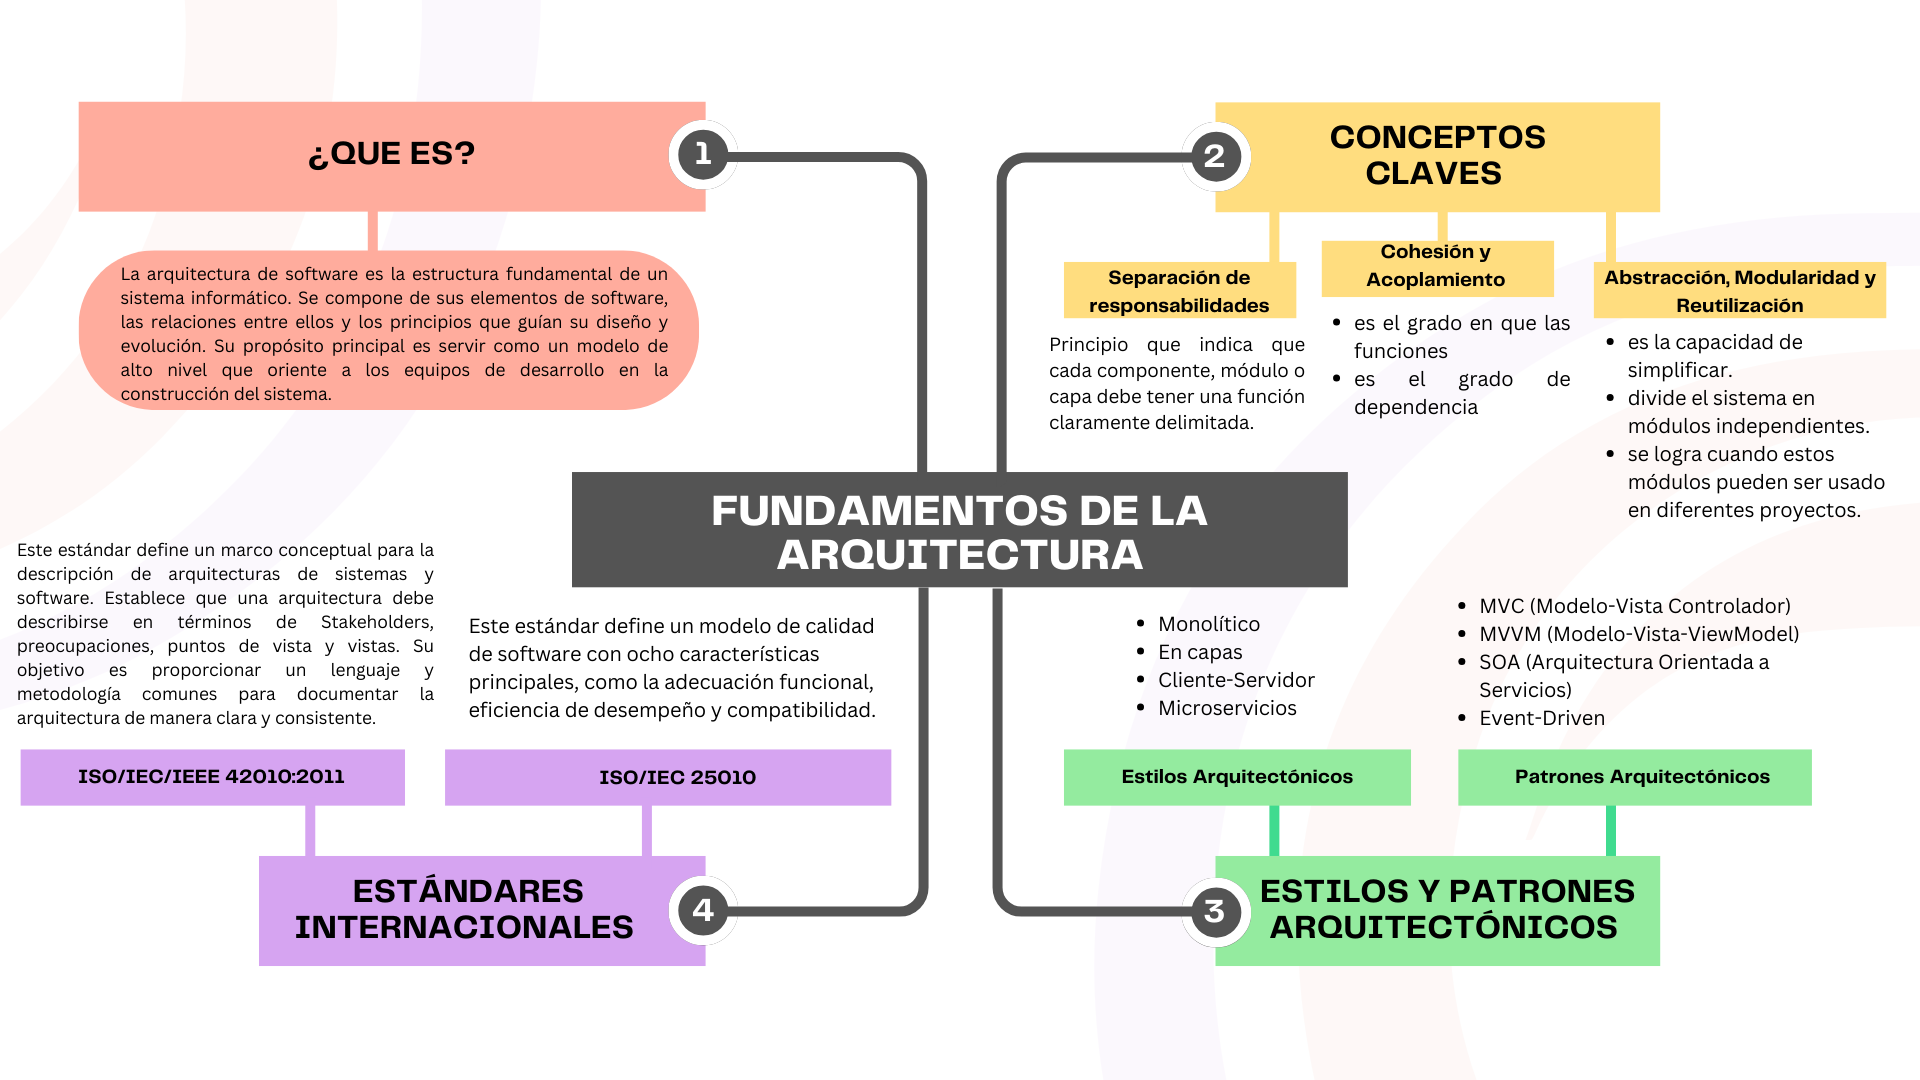 ¿QUE ES?
1
La arquitectura de software es la estructura fundamental de un
sistema informático. Se compone de sus elementos de software,
las relaciones entre ellos y los principios que guían su diseño y
evolución. Su propósito principal es servir como un modelo de
alto nivel que oriente a los equipos de desarrollo en la
construcción del sistema.
2
CONCEPTOS
CLAVES
Separación de
responsabilidades
Principio que indica que
cada componente, módulo o
capa debe tener una función
claramente delimitada.
Cohesión y
Acoplamiento
• es el grado en que las
funciones
• es el grado de
dependencia
Abstracción, Modularidad y
Reutilización
• es la capacidad de
simplificar.
• divide el sistema en
módulos independientes.
• se logra cuando estos
módulos pueden ser usado
en diferentes proyectos.
FUNDAMENTOS DE LA
ARQUITECTURA
Este estándar define un marco conceptual para la
descripción de arquitecturas de sistemas y
software. Establece que una arquitectura debe
describirse en términos de Stakeholders,
preocupaciones, puntos de vista y vistas. Su
objetivo es proporcionar un lenguaje y
metodología comunes para documentar la
arquitectura de manera clara y consistente.
ISO/IEC/IEEE 42010:2011
Este estándar define un modelo de calidad
de software con ocho características
principales, como la adecuación funcional,
eficiencia de desempeño y compatibilidad.
ISO/IEC 25010
ESTÁNDARES
INTERNACIONALES
4
• Monolítico
• En capas
• Cliente-Servidor
• Microservicios
Estilos Arquitectónicos
• MVC (Modelo-Vista Controlador)
• MVVM (Modelo-Vista-ViewModel)
• SOA (Arquitectura Orientada a
Servicios)
• Event-Driven
Patrones Arquitectónicos
3
ESTILOS Y PATRONES
ARQUITECTÓNICOS